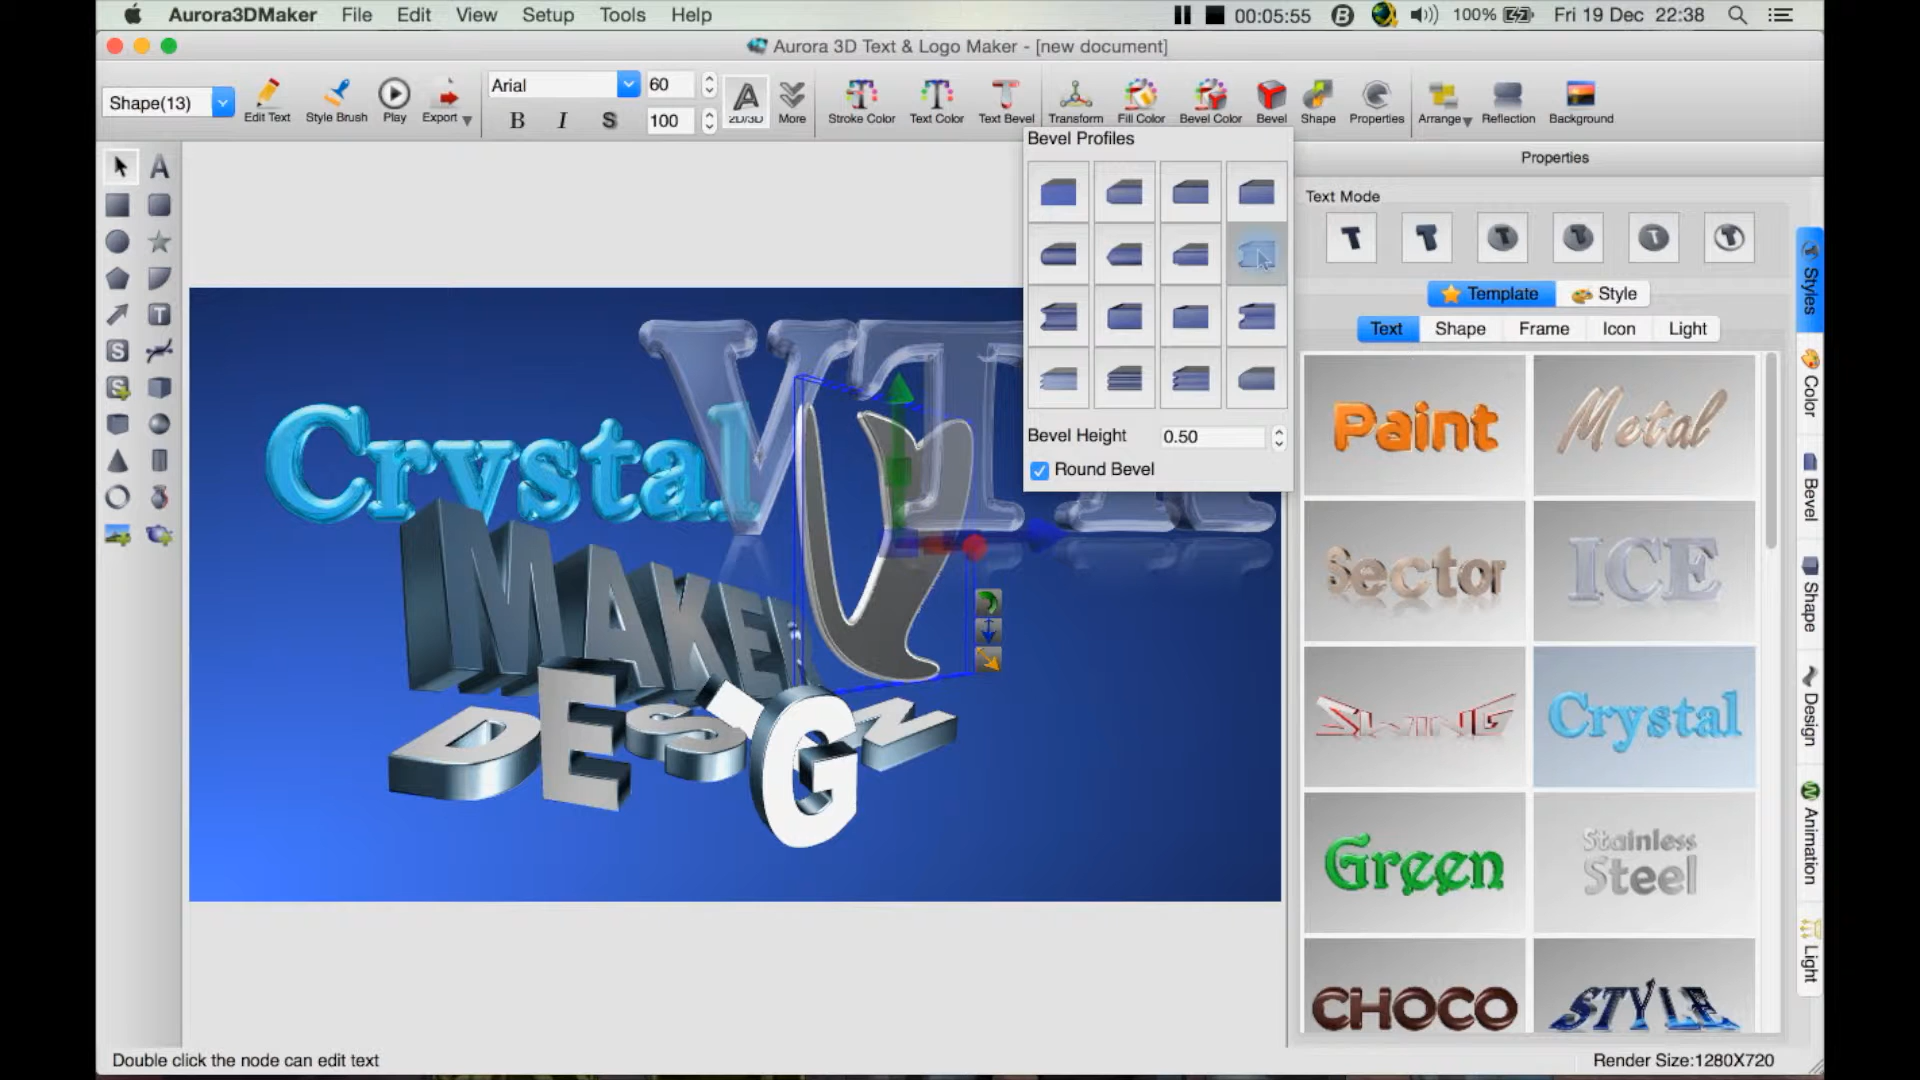 Aurora3DMaker File Edit View Setup Tools Help 00:05:55 100% Fri 19 Dec 22:38
Aurora 3D Text & Logo Maker - [new document]
Shape(13) Edit Text Style Brush Play Export Arial 60 B I S 100 2D/3D More Stroke Color Text Color Text Bevel Transform Fill Color Bevel Color Bevel Shape Properties Arrange Reflection Background
Bevel Profiles
Bevel Height 0.50
Round Bevel
Properties
Text Mode
Template Style
Text Shape Frame Icon Light
Paint Metal
Sector ICE
SWING Crystal
Green Stainless Steel
CHOCO STYLE
Styles
Color
Bevel
Shape
Design
Animation
Light
Crystal
MAKER
DESIGN
Double click the node can edit text
Render Size:1280X720